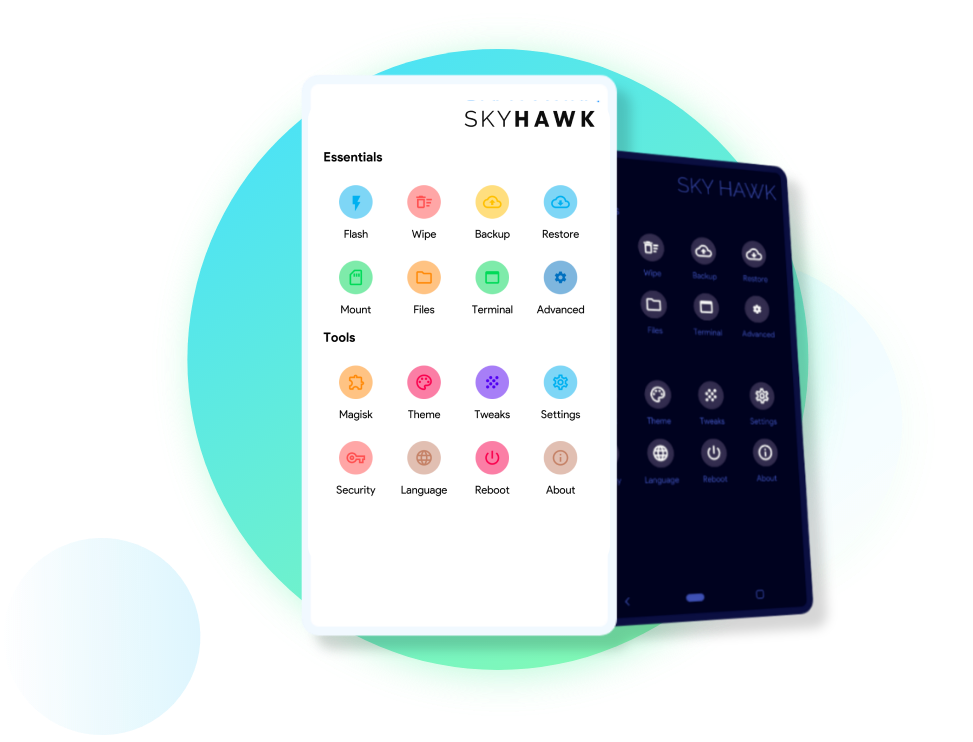 SKYHAWK
Essentials
Flash Wipe Backup Restore
Mount Files Terminal Advanced
Tools
Magisk Theme Tweaks Settings
Security Language Reboot About
SKY HAWK
Wipe Backup Restore
Files Terminal Advanced
Theme Tweaks Settings
Language Reboot About